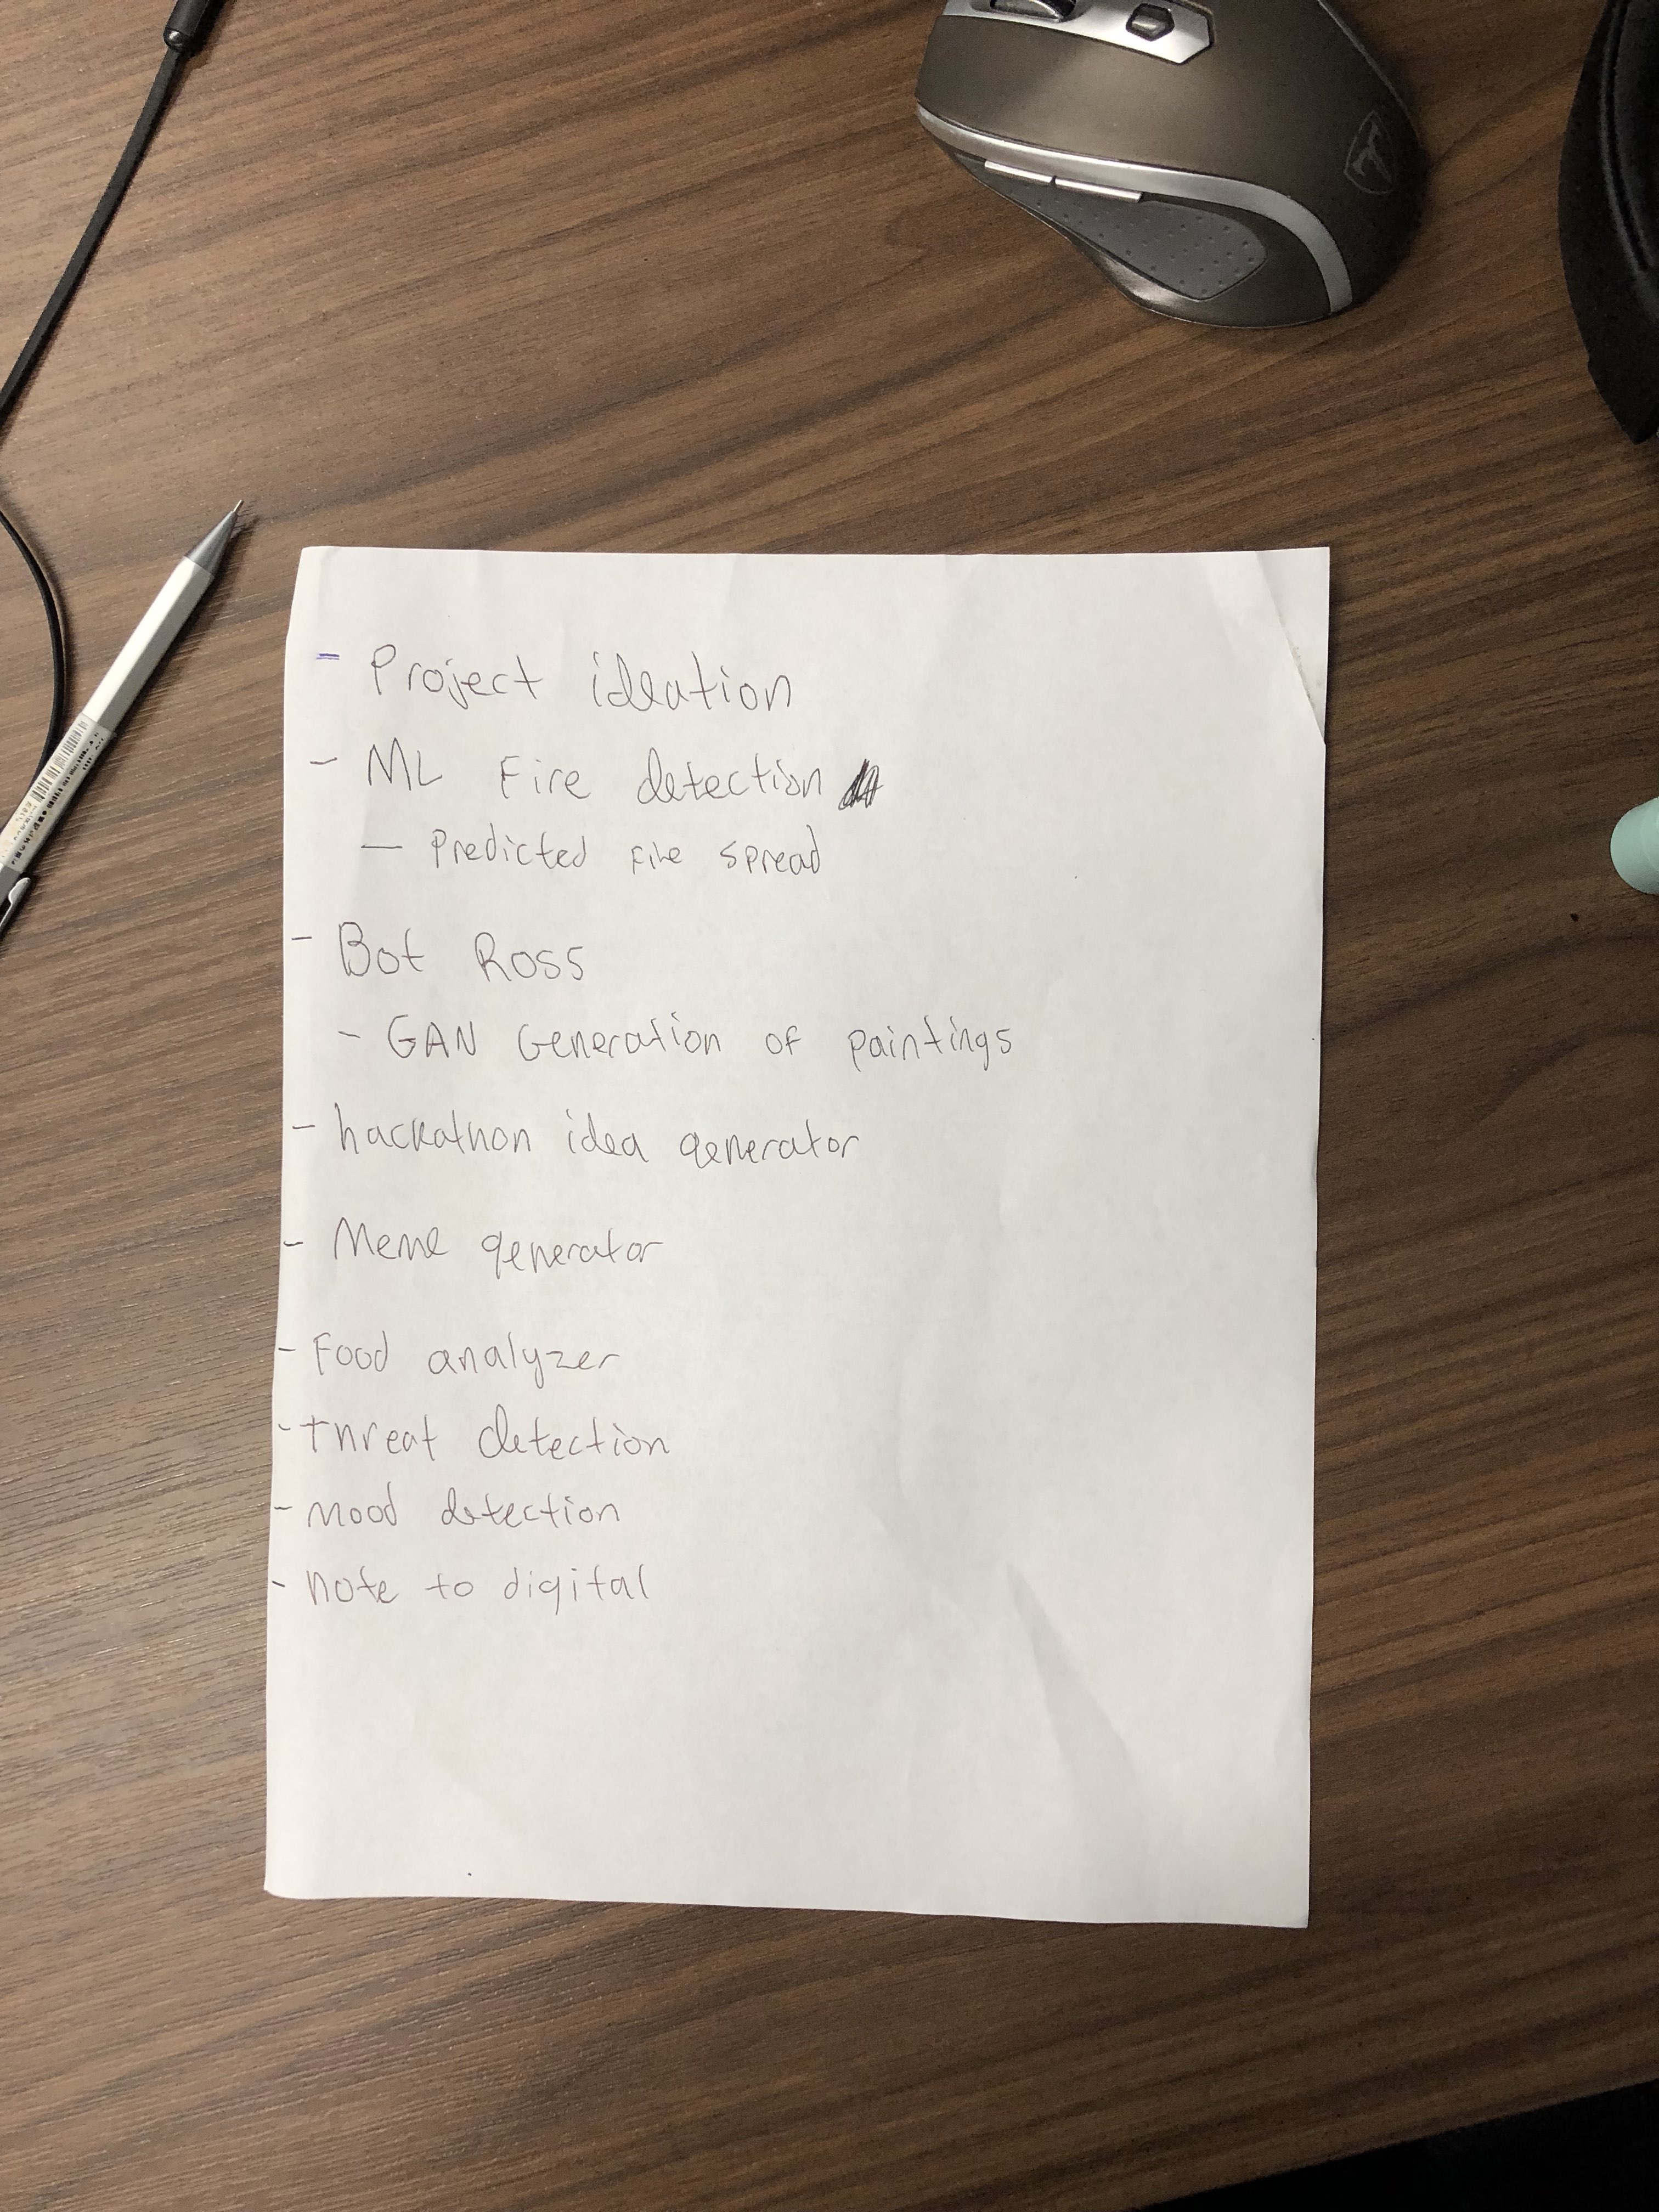 - Project ideation
- ML Fire detection
- Predicted Fire spread
- Bot Ross
- GAN Generation of paintings
- hackathon idea generator
- Meme generator
- Food analyzer
- threat detection
- Mood detection
- note to digital